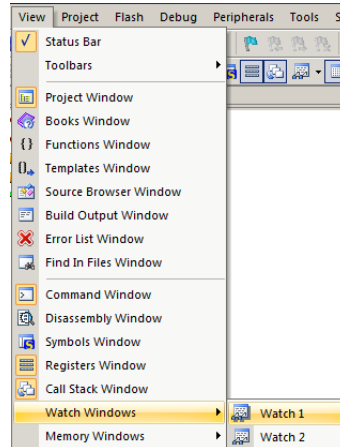 View Project Flash Debug Peripherals Tools S
Status Bar
Toolbars
Project Window
Books Window
Functions Window
Templates Window
Source Browser Window
Build Output Window
Error List Window
Find In Files Window
Command Window
Disassembly Window
Symbols Window
Registers Window
Call Stack Window
Watch Windows
Watch 1
Memory Windows
Watch 2